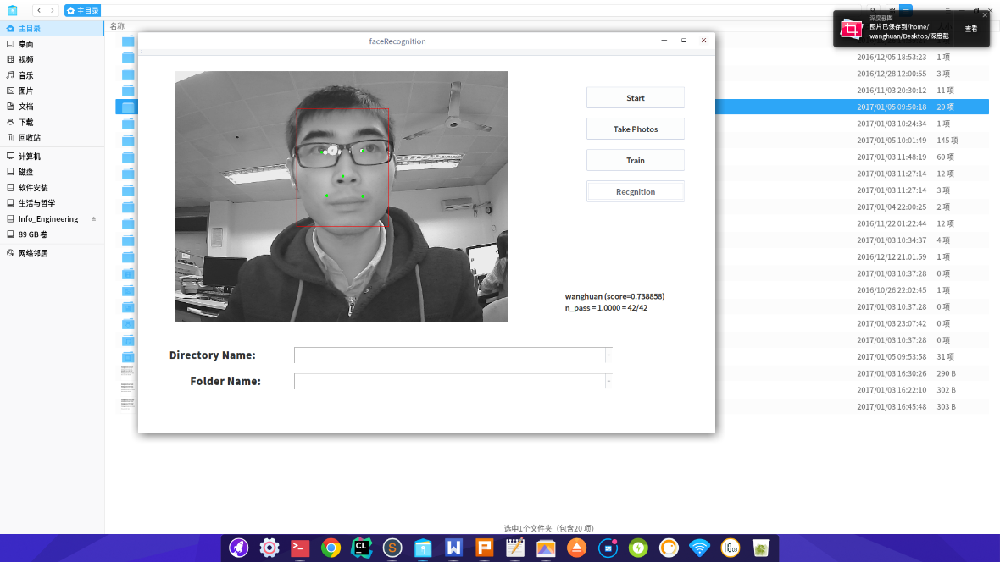 主目录
深度截图
图片已保存到/home/
wanghuan/Desktop/深度截
查看
主目录
桌面
视频
音乐
图片
文档
下载
回收站
计算机
磁盘
软件安装
生活与哲学
Info_Engineering
89 GB 卷
网络邻居
名称
faceRecognition
Start
Take Photos
Train
Recgnition
wanghuan (score=0.738858)
n_pass = 1.0000 = 42/42
Directory Name:
Folder Name:
2016/12/05 18:53:23 1 项
2016/12/28 12:00:55 3 项
2016/11/03 20:30:12 11 项
2017/01/05 09:50:18 20 项
2017/01/03 10:24:34 1 项
2017/01/05 10:01:49 145 项
2017/01/03 11:48:19 60 项
2017/01/03 11:27:14 12 项
2017/01/03 11:27:14 3 项
2017/01/04 22:00:25 2 项
2016/11/22 01:22:44 12 项
2017/01/03 10:34:37 4 项
2016/12/12 21:01:59 1 项
2017/01/03 10:37:28 0 项
2016/10/26 22:02:45 1 项
2017/01/03 10:37:28 0 项
2017/01/03 23:07:42 0 项
2017/01/03 10:37:28 0 项
2017/01/05 09:53:58 31 项
2017/01/03 16:30:26 290 B
2017/01/03 16:22:10 302 B
2017/01/03 16:45:48 303 B
选中1个文件夹（包含20 项）
CL
S
W
P